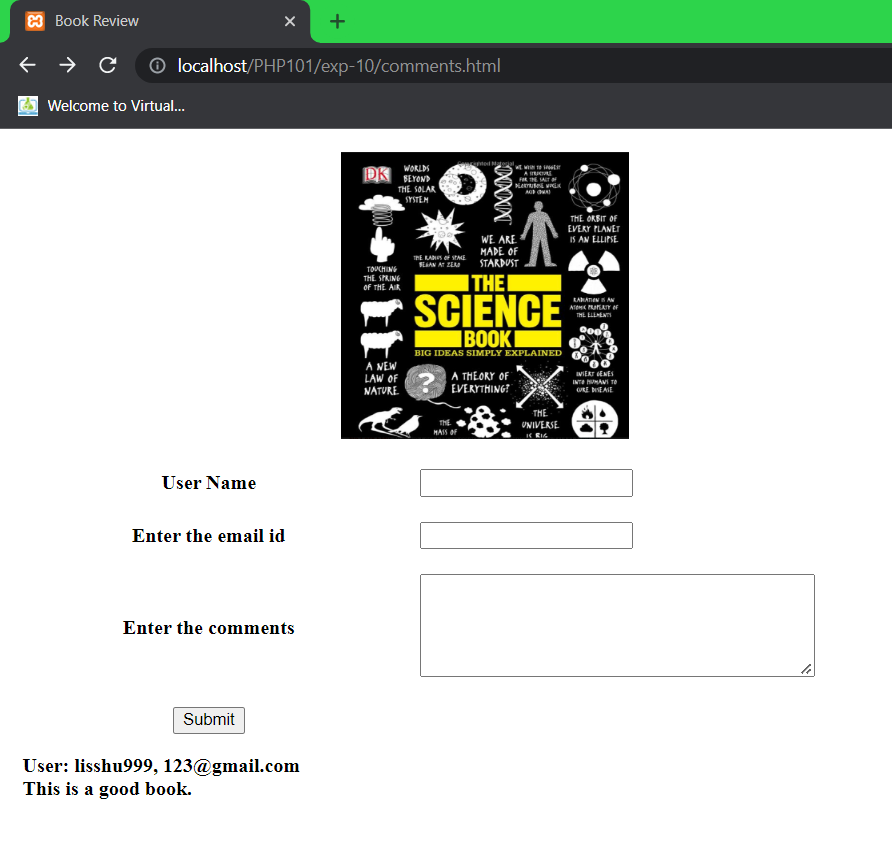 Book Review
localhost/PHP101/exp-10/comments.html
Welcome to Virtual...
Copyrighted Material
DK
WORLDS
BEYOND
THE SOLAR
SYSTEM
WE WISH TO SUGGEST
A STRUCTURE
FOR THE SALT OF
DEOXYRIBOSE NUCLEIC
ACID (DNA)
THE ORBIT OF
EVERY PLANET
IS AN ELLIPSE
THE RADIUS OF SPACE
BEGAN AT ZERO
WE ARE
MADE OF
STARDUST
TOUCHING
THE SPRING
OF THE AIR
THE
SCIENCE
BOOK
BIG IDEAS SIMPLY EXPLAINED
RADIATION IS AN
ATOMIC PROPERTY OF
THE ELEMENTS
A NEW
LAW OF
NATURE
?
A THEORY OF
EVERYTHING?
INSERT GENES
INTO HUMANS TO
CURE DISEASE
THE
MASS OF
THE
UNIVERSE
IS BIG
User Name
Enter the email id
Enter the comments
Submit
User: lisshu999, 123@gmail.com
This is a good book.